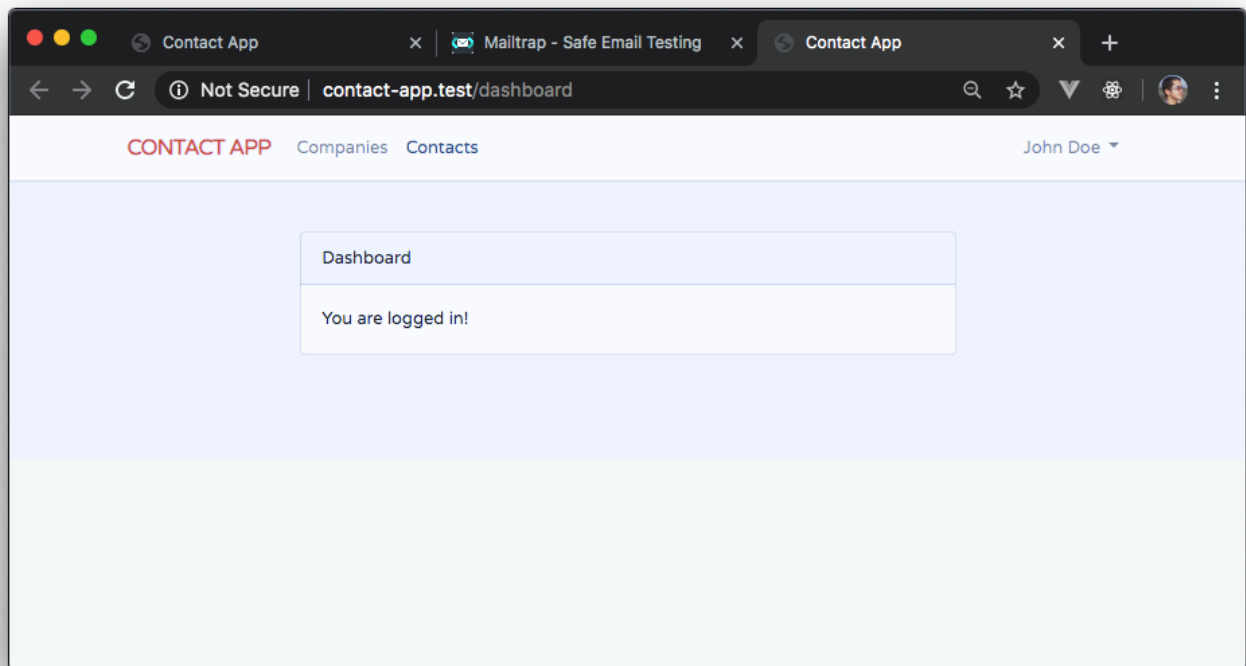 Contact App
Mailtrap - Safe Email Testing
Contact App
Not Secure contact-app.test/dashboard
CONTACT APP Companies Contacts John Doe
Dashboard
You are logged in!